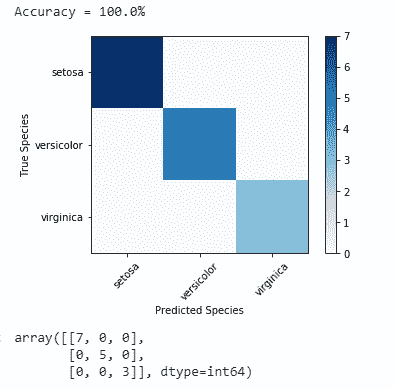 Accuracy = 100.0%
7
setosa
6
5
True Species
versicolor
4
3
2
virginica
1
0
setosa
versicolor
virginica
Predicted Species
: array([[7, 0, 0],
[0, 5, 0],
[0, 0, 3]], dtype=int64)